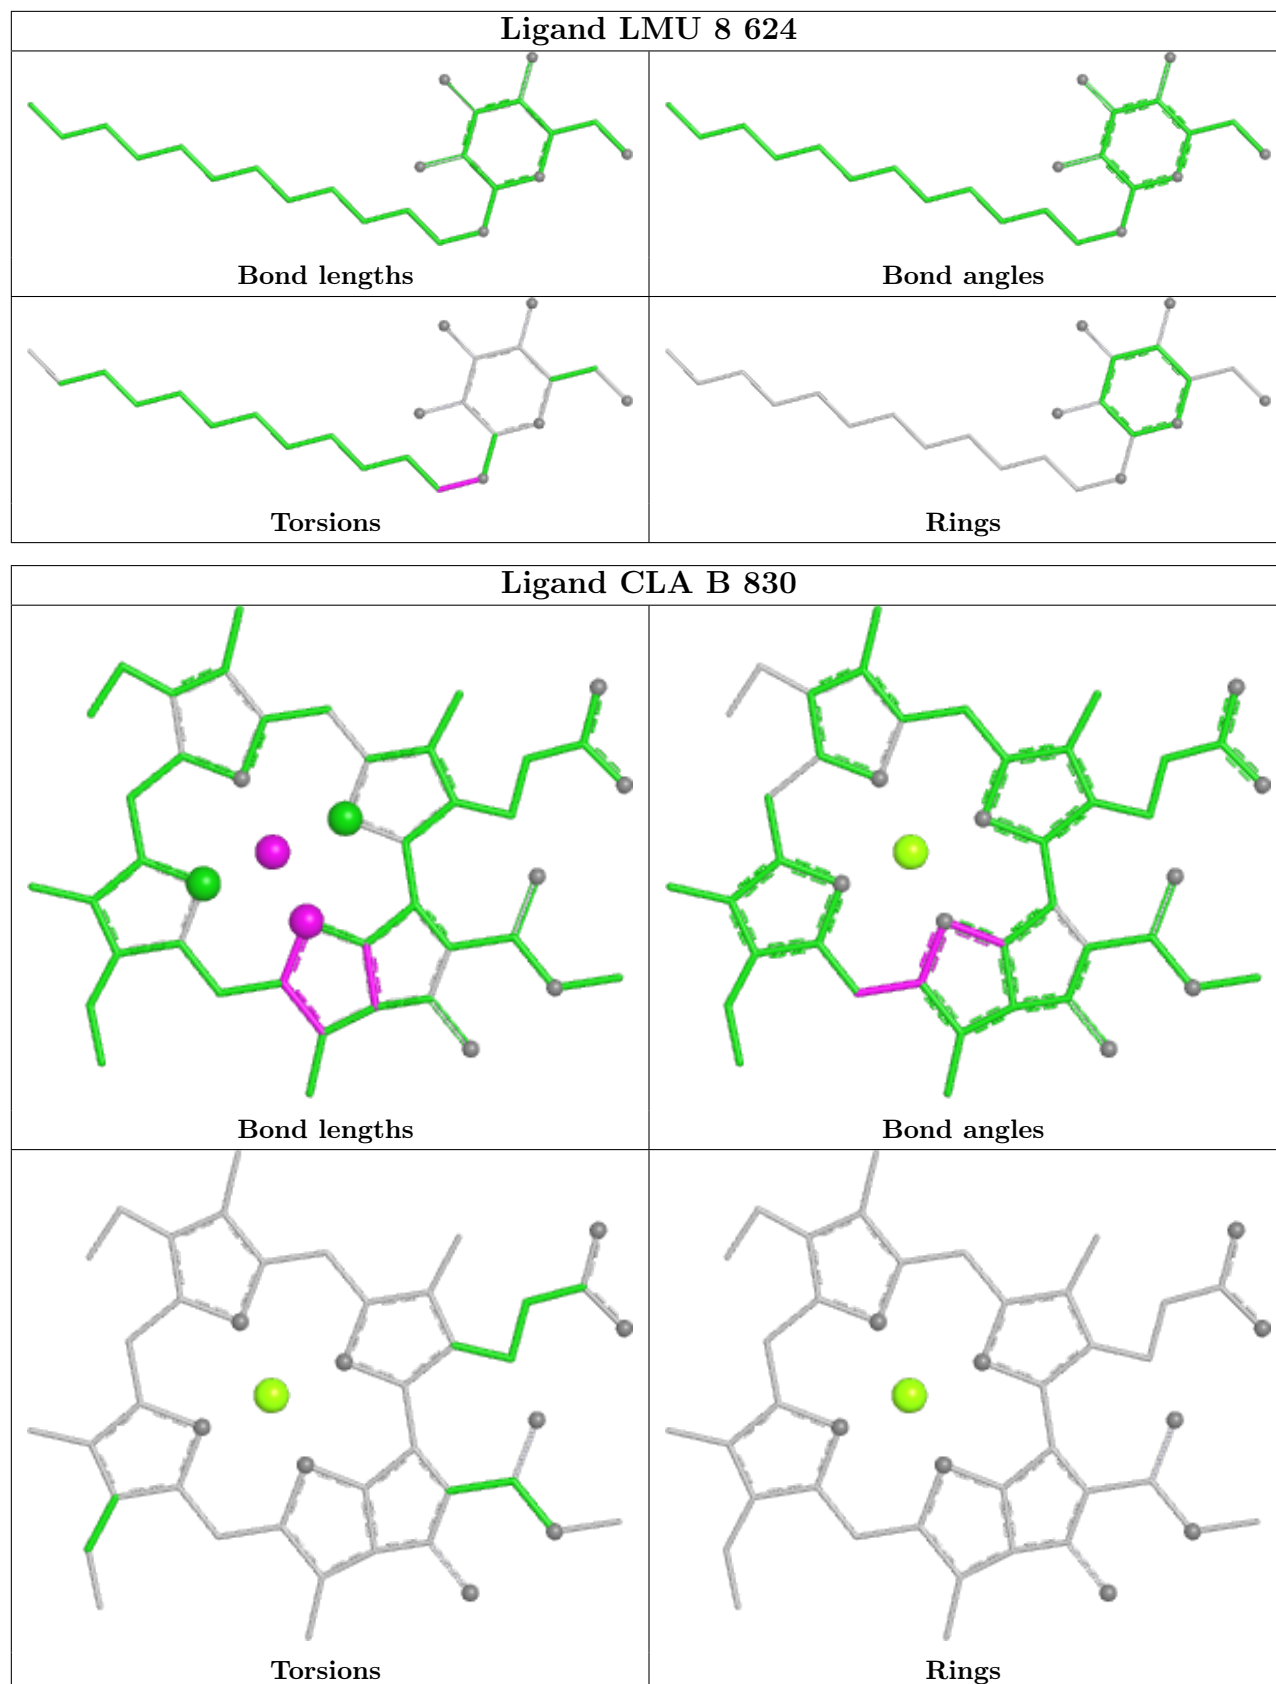 Ligand LMU 8 624
Bond lengths
Bond angles
Torsions
Rings
Ligand CLA B 830
Bond lengths
Bond angles
Torsions
Rings